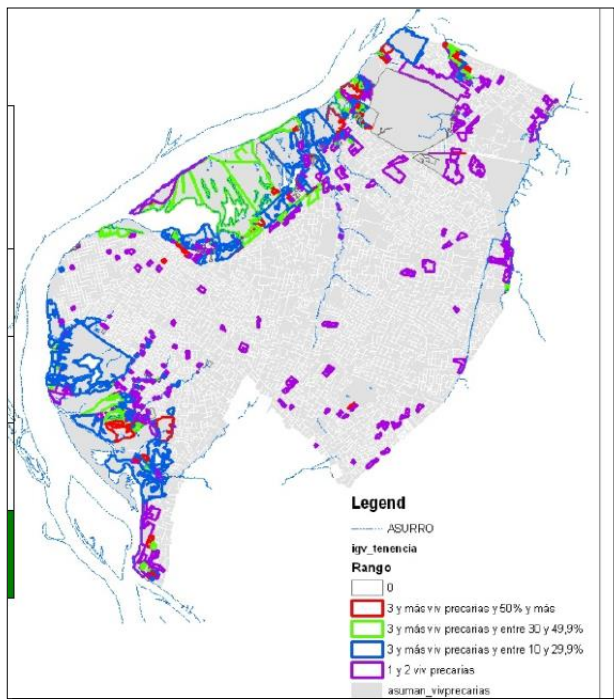 Legend
ASURRO
igv_tenencia
Rango
0
3 y más viv precarias y 50% y más
3 y más viv precarias y entre 30 y 49,9%
3 y más viv precarias y entre 10 y 29,9%
1 y 2 viv precarias
asuman_vivprecarias